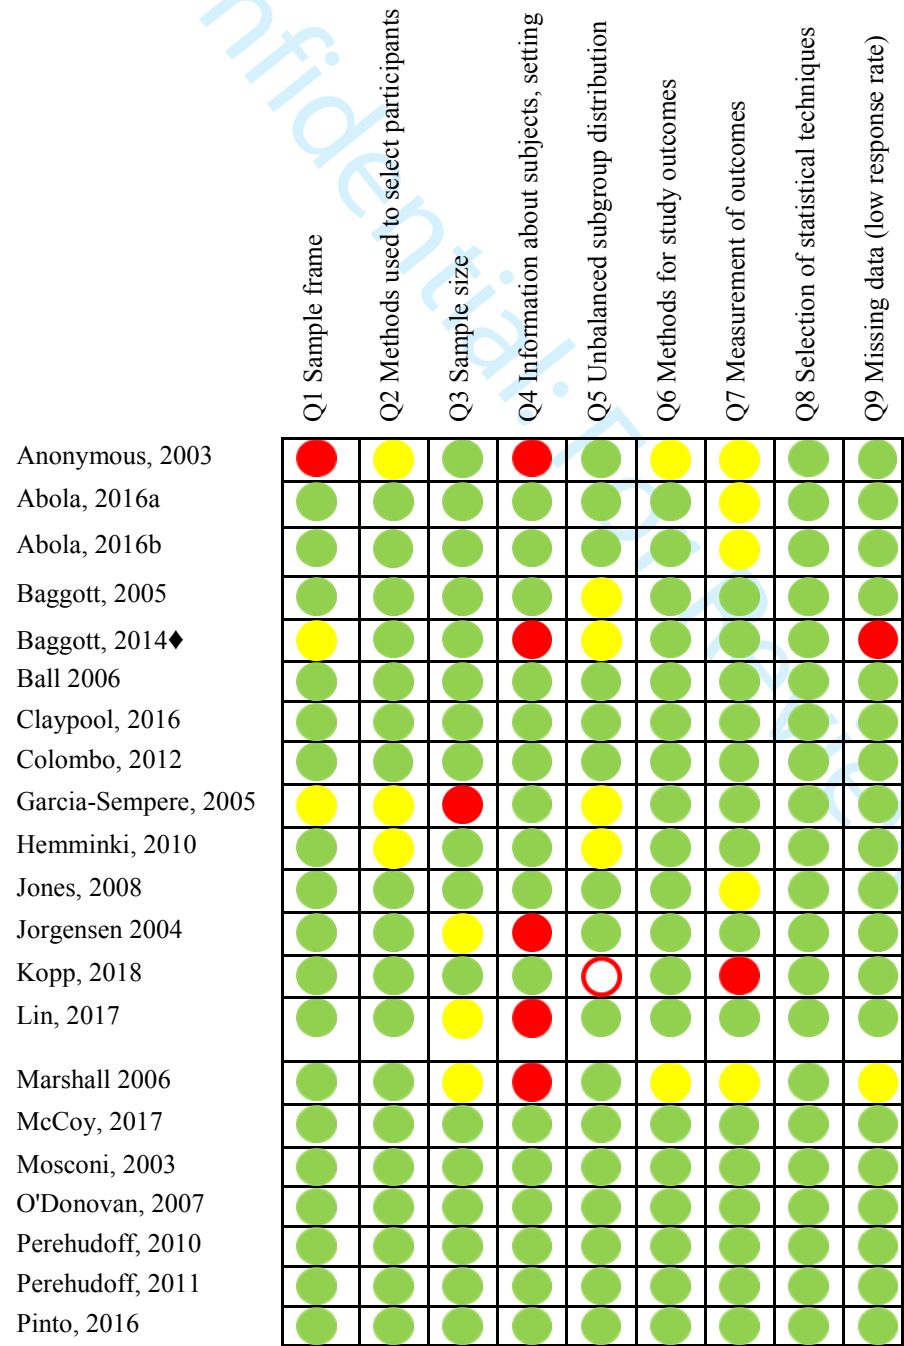 nfidential: For Review
Q1 Sample frame
Q2 Methods used to select participants
Q3 Sample size
Q4 Information about subjects, setting
Q5 Unbalanced subgroup distribution
Q6 Methods for study outcomes
Q7 Measurement of outcomes
Q8 Selection of statistical techniques
Q9 Missing data (low response rate)
Anonymous, 2003
Abola, 2016a
Abola, 2016b
Baggott, 2005
Baggott, 2014♦
Ball 2006
Claypool, 2016
Colombo, 2012
Garcia-Sempere, 2005
Hemminki, 2010
Jones, 2008
Jorgensen 2004
Kopp, 2018
Lin, 2017
Marshall 2006
McCoy, 2017
Mosconi, 2003
O'Donovan, 2007
Perehudoff, 2010
Perehudoff, 2011
Pinto, 2016